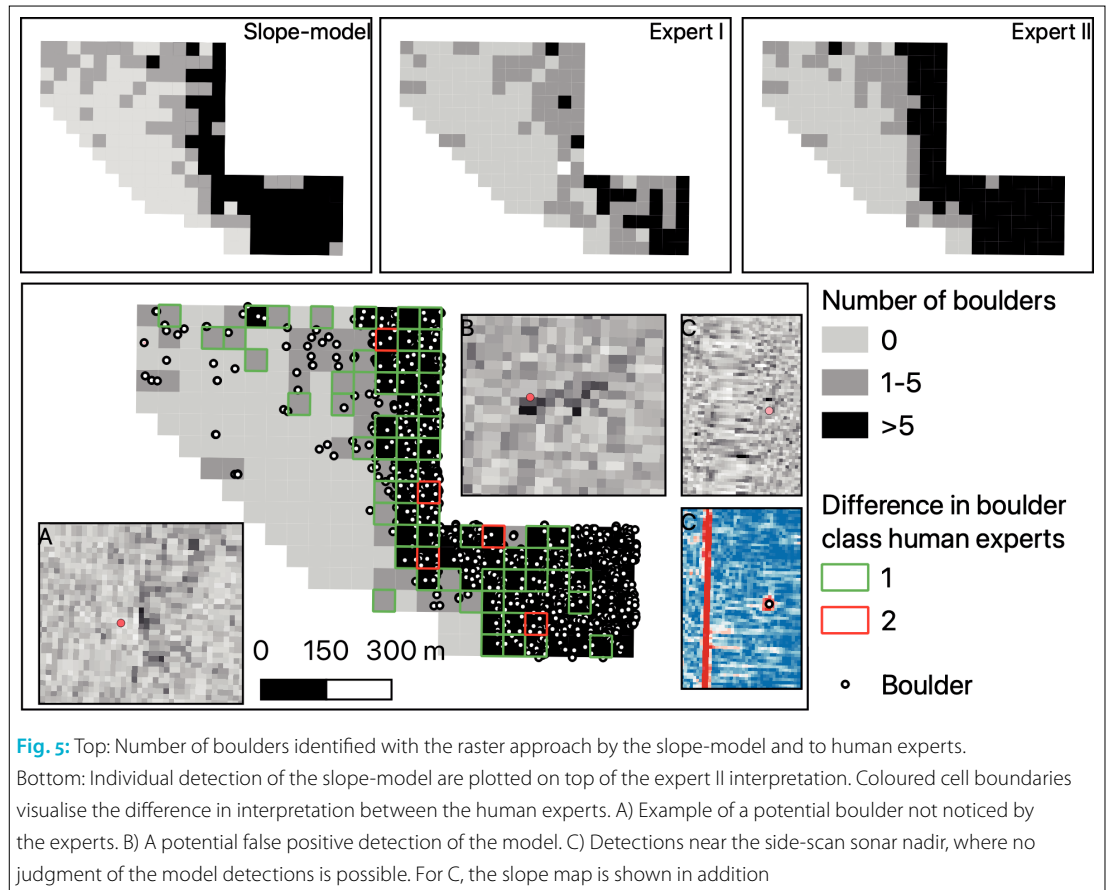 Slope-model
Expert I
Expert II
Number of boulders
0
1-5
>5
Difference in boulder
class human experts
1
2
Boulder
A
B
C
C
0 150 300 m
Fig. 5: Top: Number of boulders identified with the raster approach by the slope-model and to human experts.
Bottom: Individual detection of the slope-model are plotted on top of the expert II interpretation. Coloured cell boundaries
visualise the difference in interpretation between the human experts. A) Example of a potential boulder not noticed by
the experts. B) A potential false positive detection of the model. C) Detections near the side-scan sonar nadir, where no
judgment of the model detections is possible. For C, the slope map is shown in addition